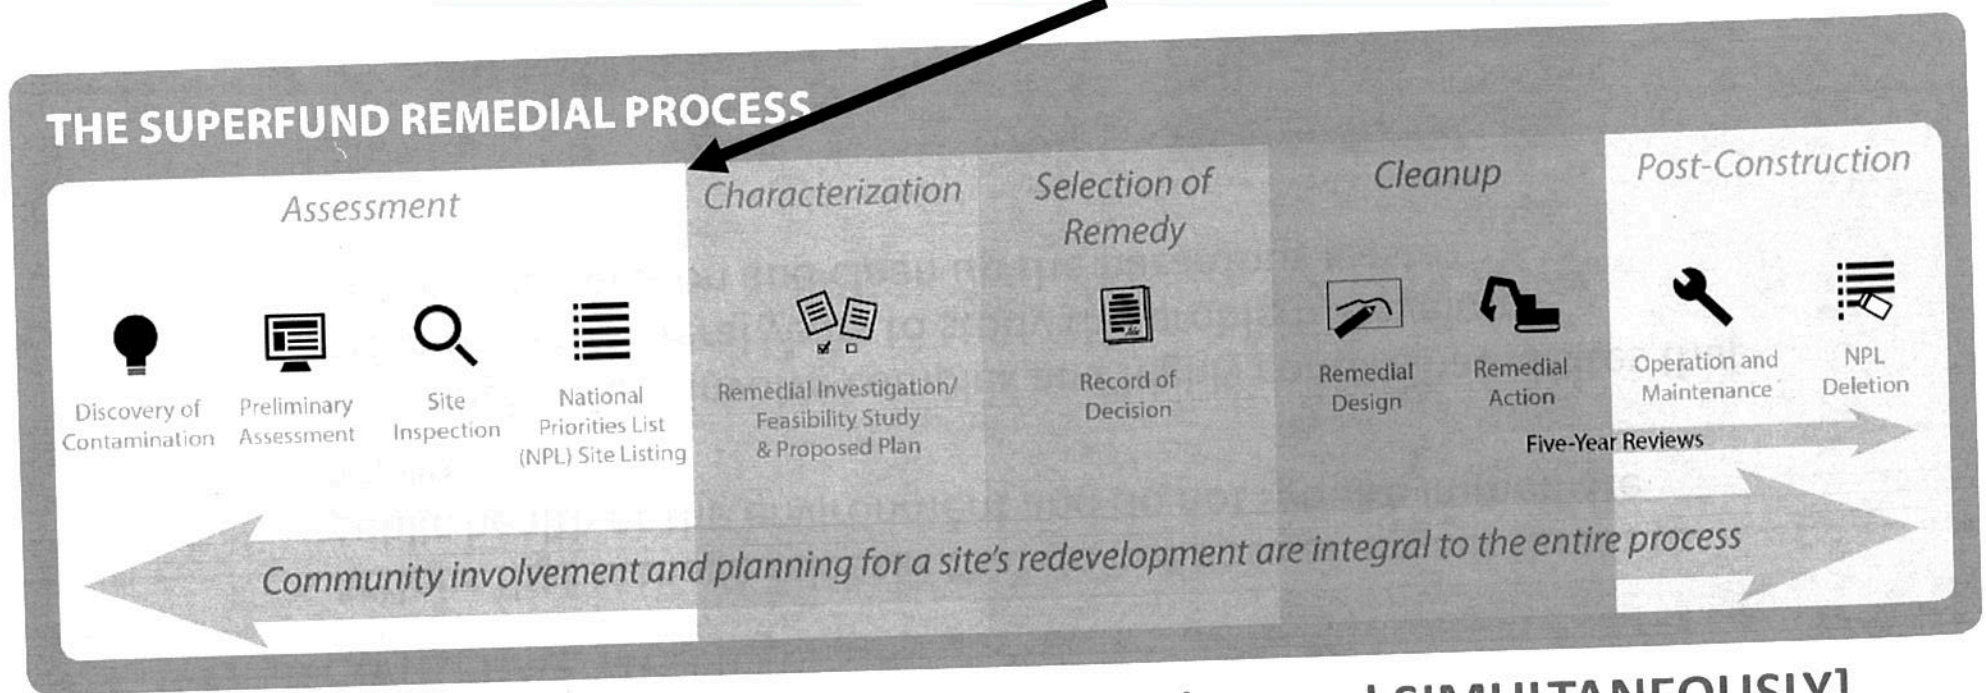 THE SUPERFUND REMEDIAL PROCESS
Assessment
Characterization
Selection of
Remedy
Cleanup
Post-Construction
Discovery of
Contamination
Preliminary
Assessment
Site
Inspection
National
Priorities List
(NPL) Site Listing
Remedial Investigation/
Feasibility Study
& Proposed Plan
Record of
Decision
Remedial
Design
Remedial
Action
Operation and
Maintenance
NPL
Deletion
Five-Year Reviews
Community involvement and planning for a site's redevelopment are integral to the entire process
SIMULTANEOUSLY]